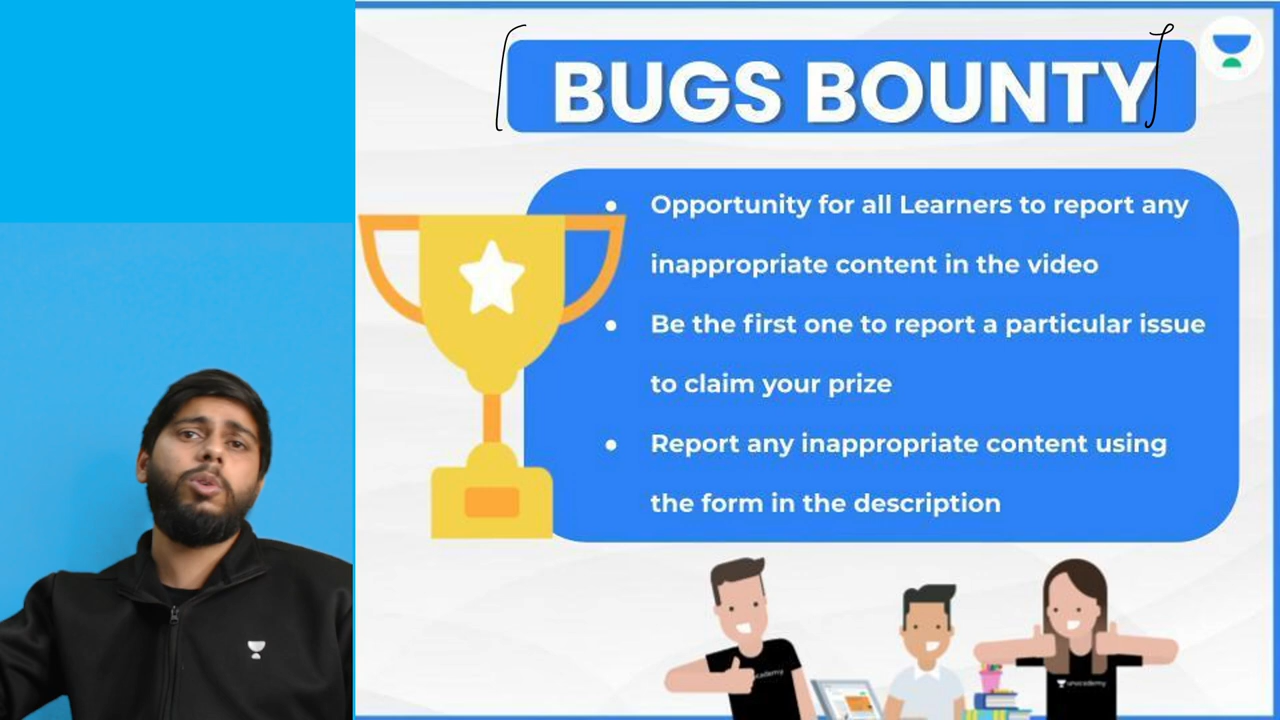 BUGS BOUNTY
• Opportunity for all Learners to report any
inappropriate content in the video
• Be the first one to report a particular issue
to claim your prize
• Report any inappropriate content using
the form in the description
unacademy